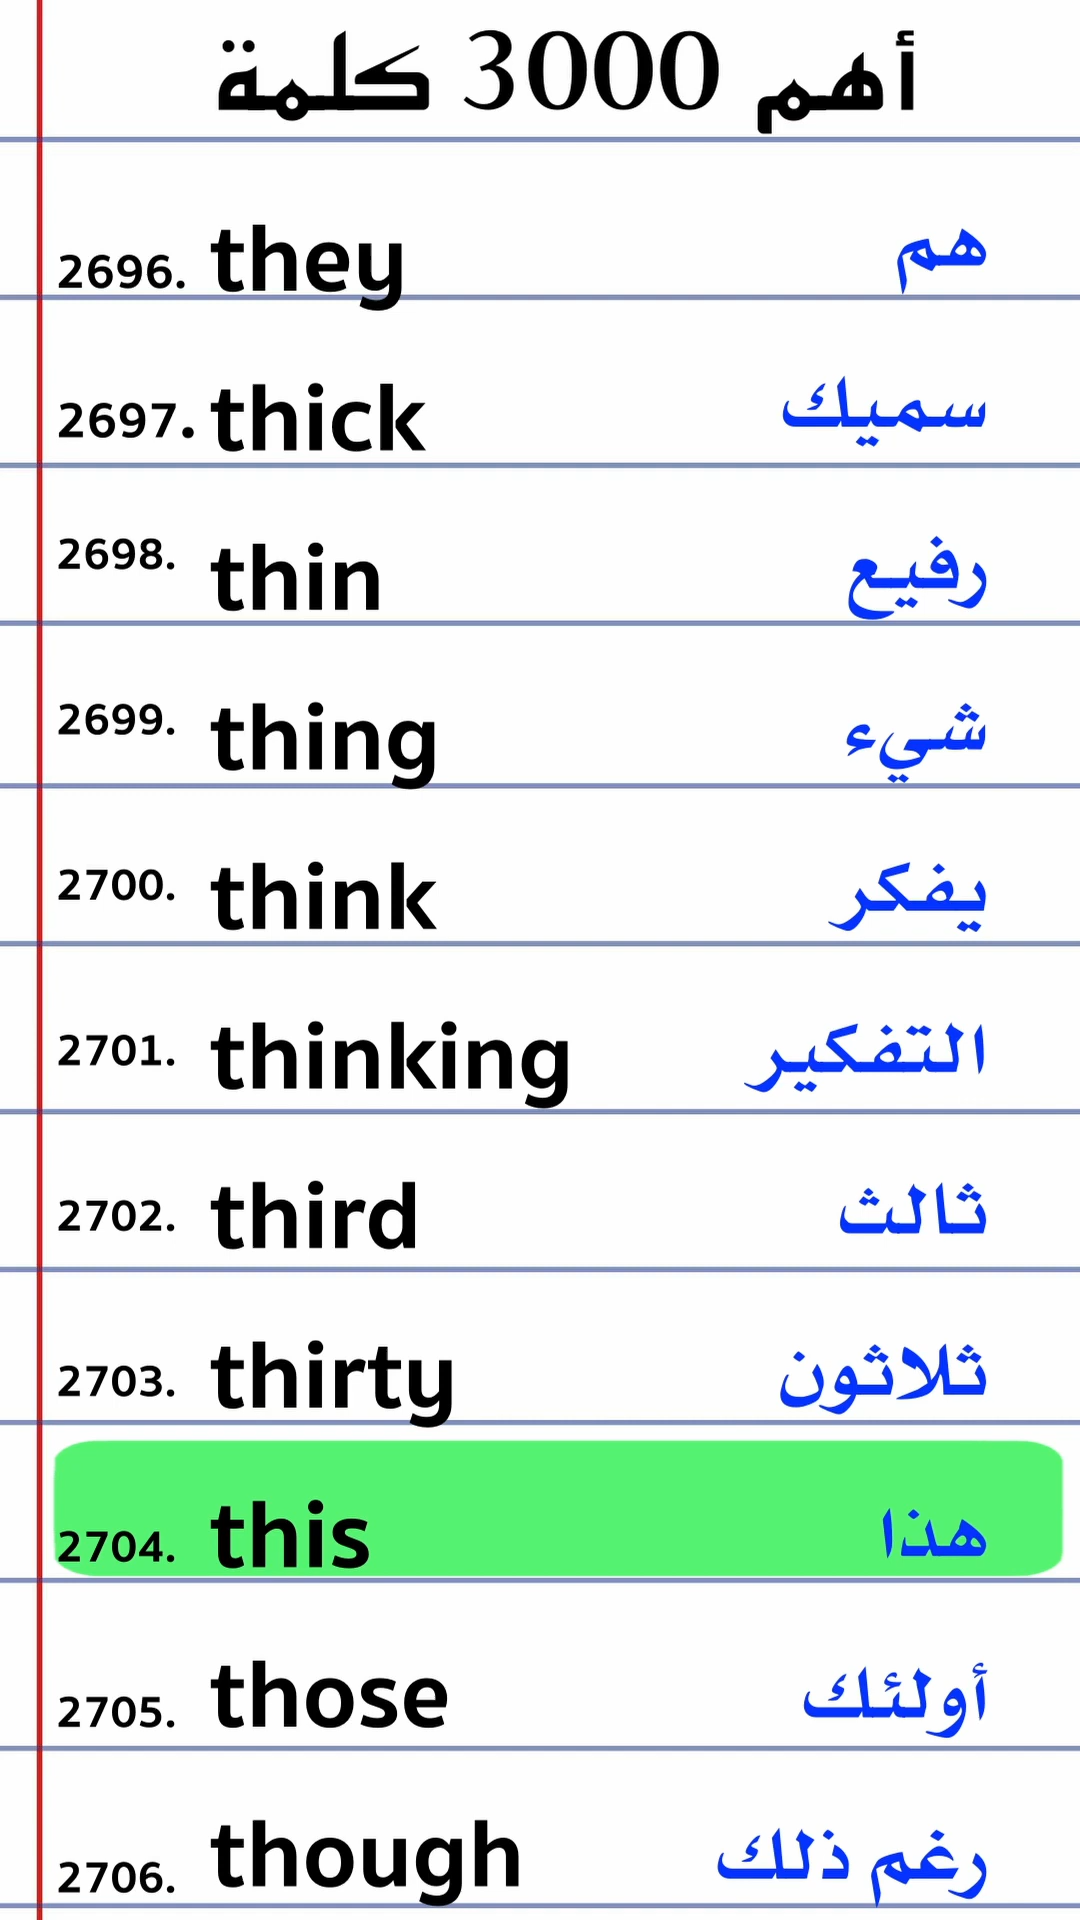 أهم 3000 كلمة
2696. they هم
2697. thick سميك
2698. thin رفيع
2699. thing شيء
2700. think يفكر
2701. thinking التفكير
2702. third ثالث
2703. thirty ثلاثون
2704. this هذا
2705. those أولئك
2706. though رغم ذلك